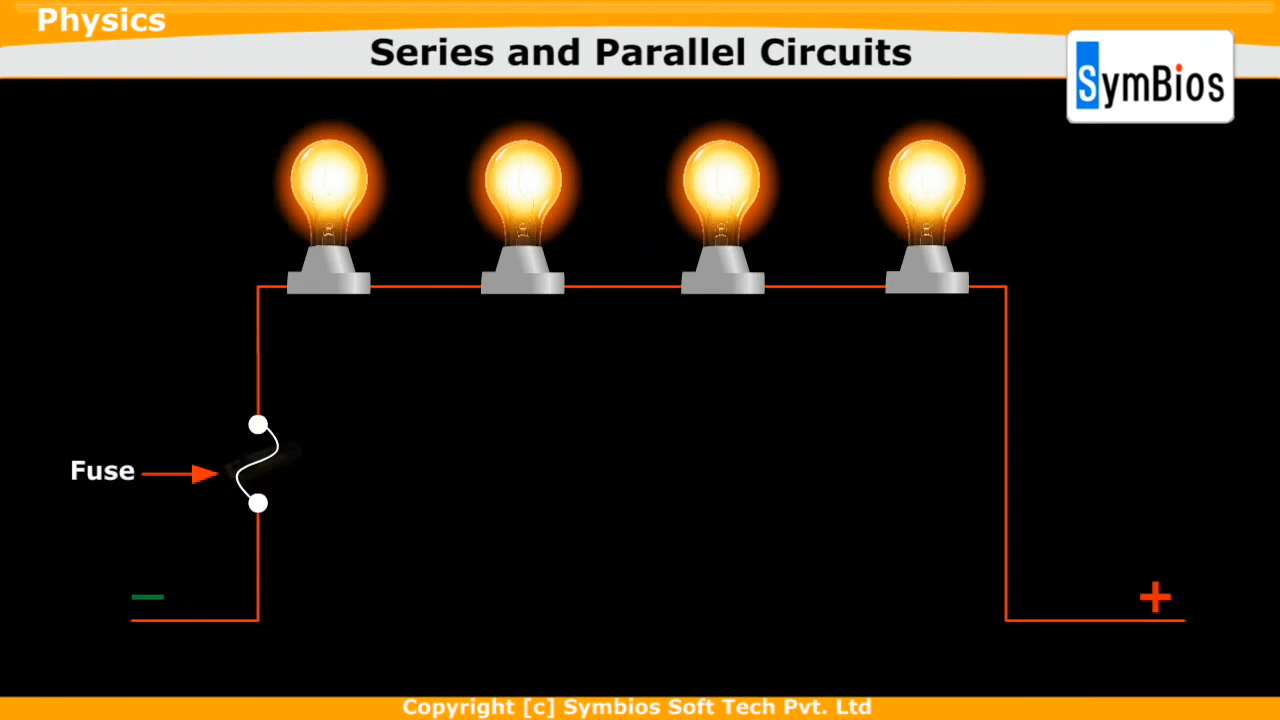 Physics
Series and Parallel Circuits
SymBios
Fuse
−
+
Copyright [c] Symbios Soft Tech Pvt. Ltd